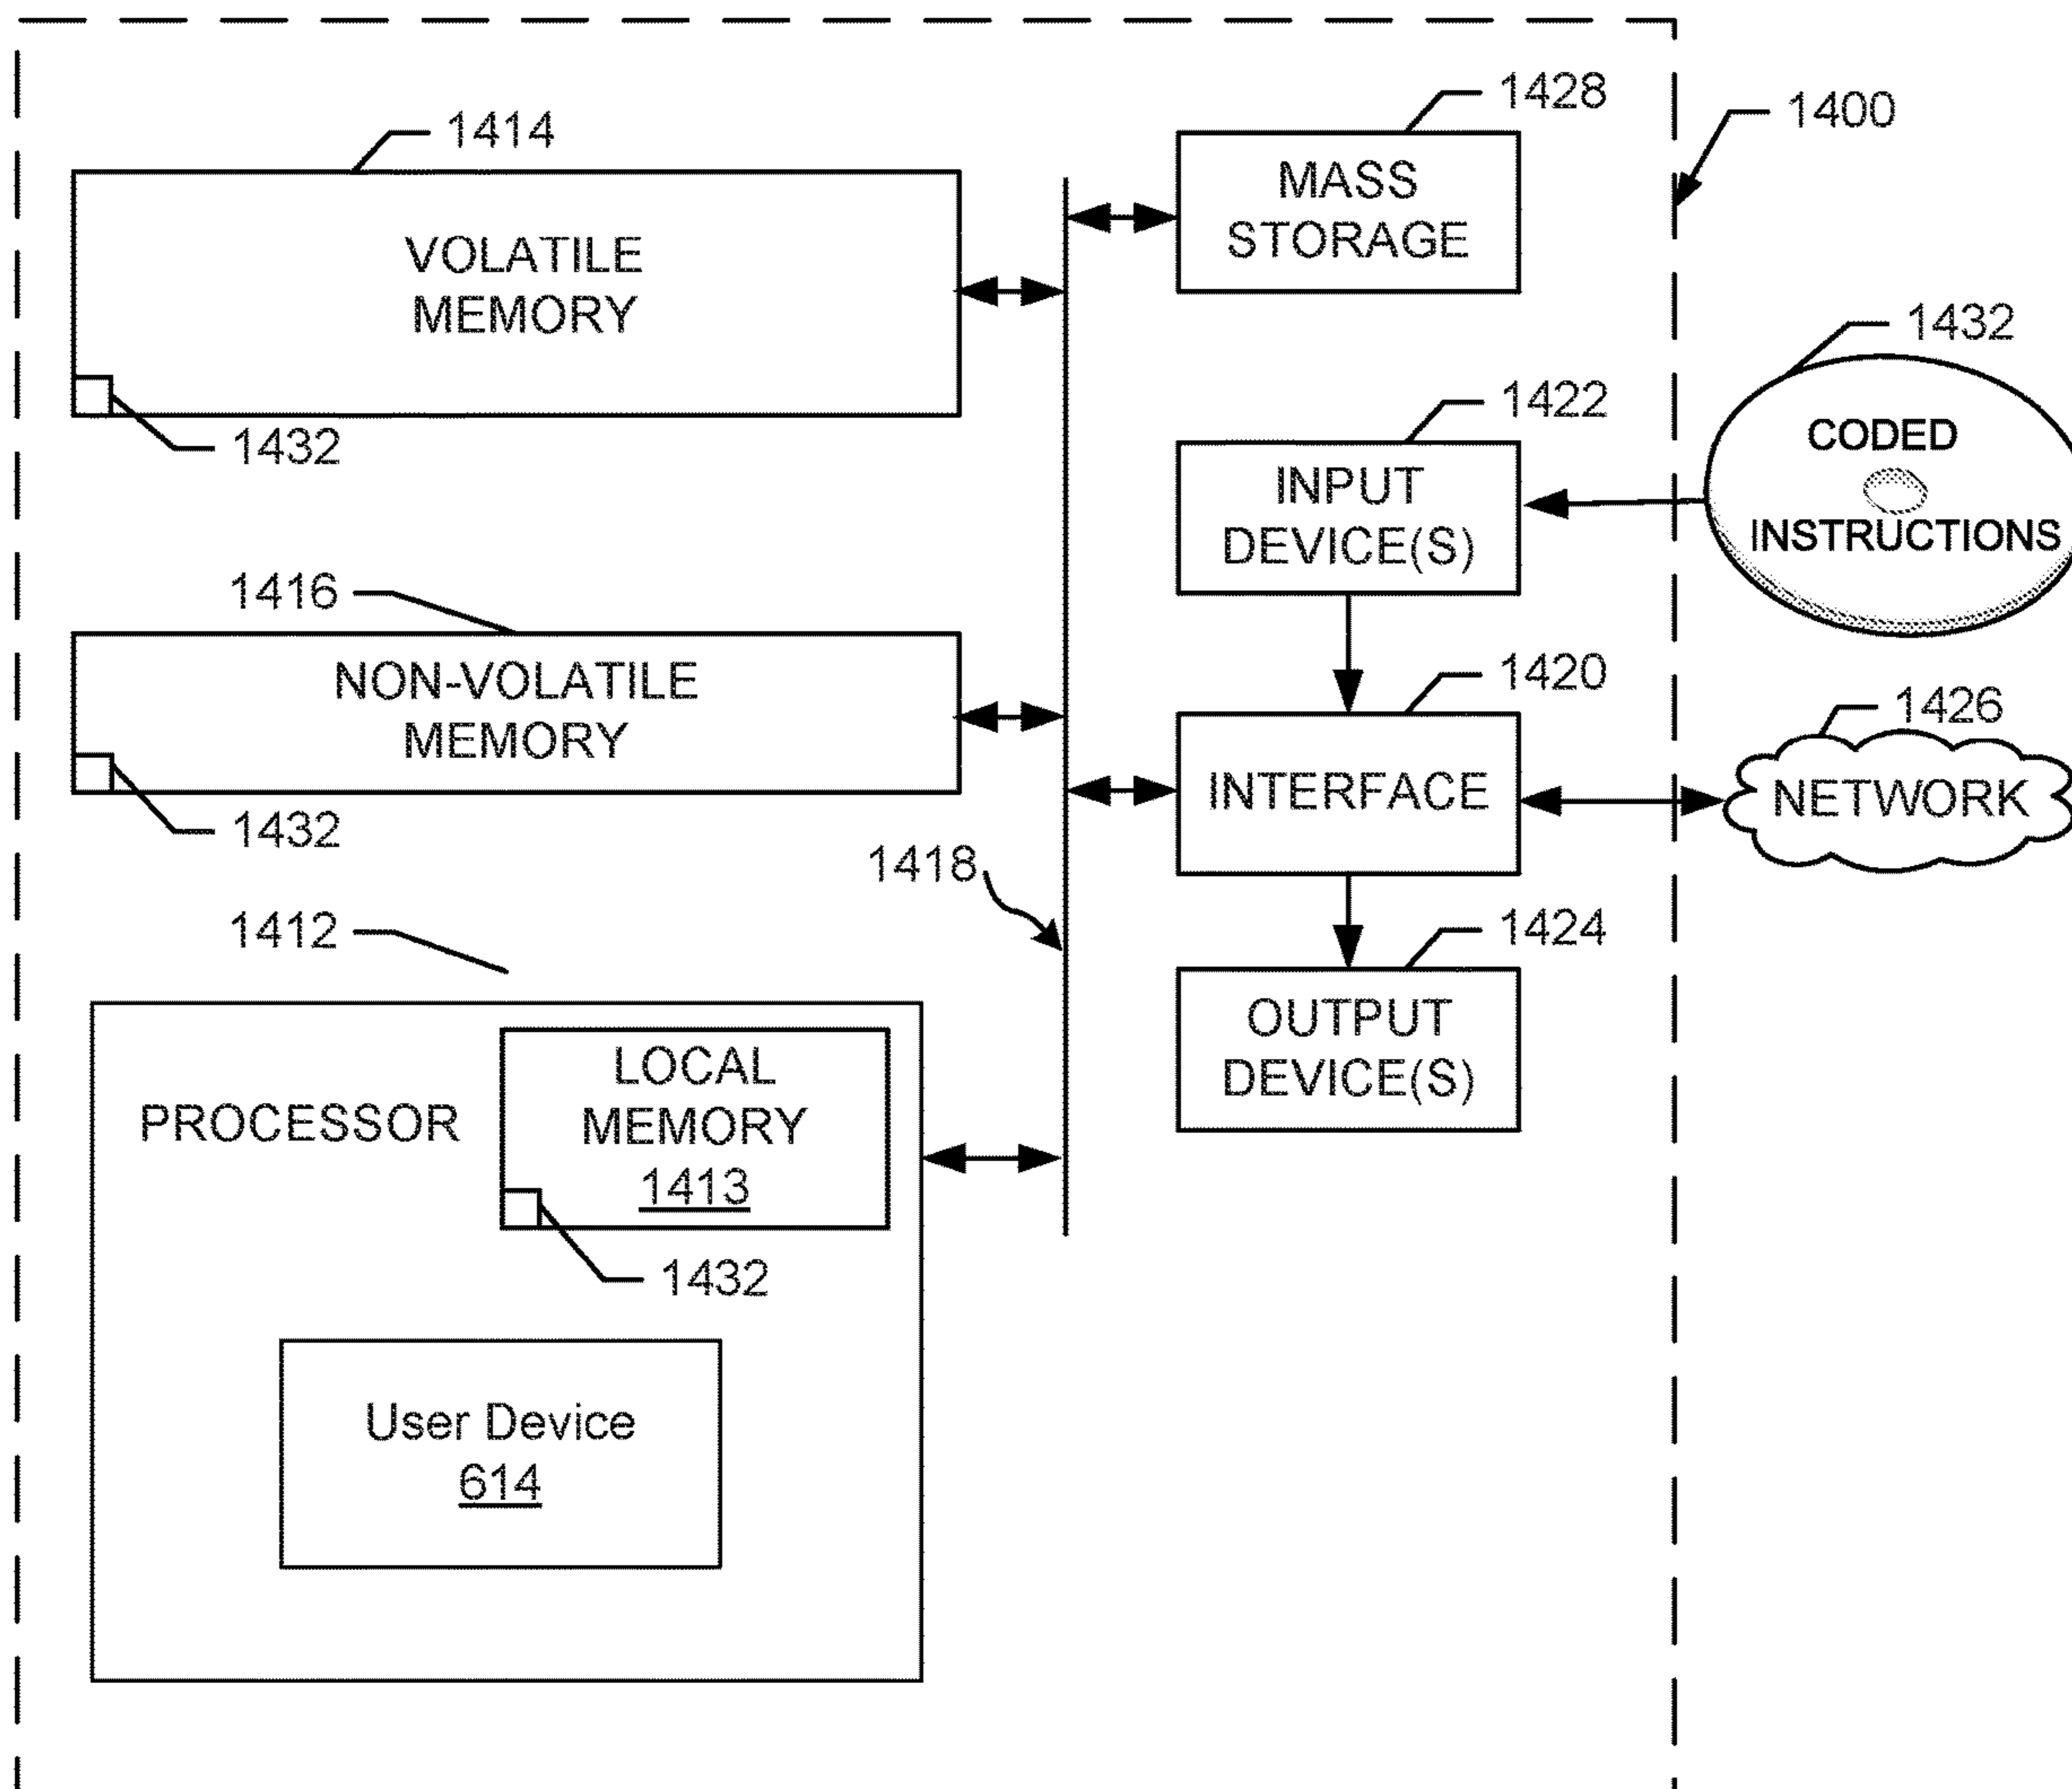 1414
VOLATILE
MEMORY
1432
1416
NON-VOLATILE
MEMORY
1432
1418
1412
PROCESSOR
LOCAL
MEMORY
1413
1432
User Device
614
1428
MASS
STORAGE
1400
1422
INPUT
DEVICE(S)
1432
CODED
INSTRUCTIONS
1420
INTERFACE
1426
NETWORK
1424
OUTPUT
DEVICE(S)